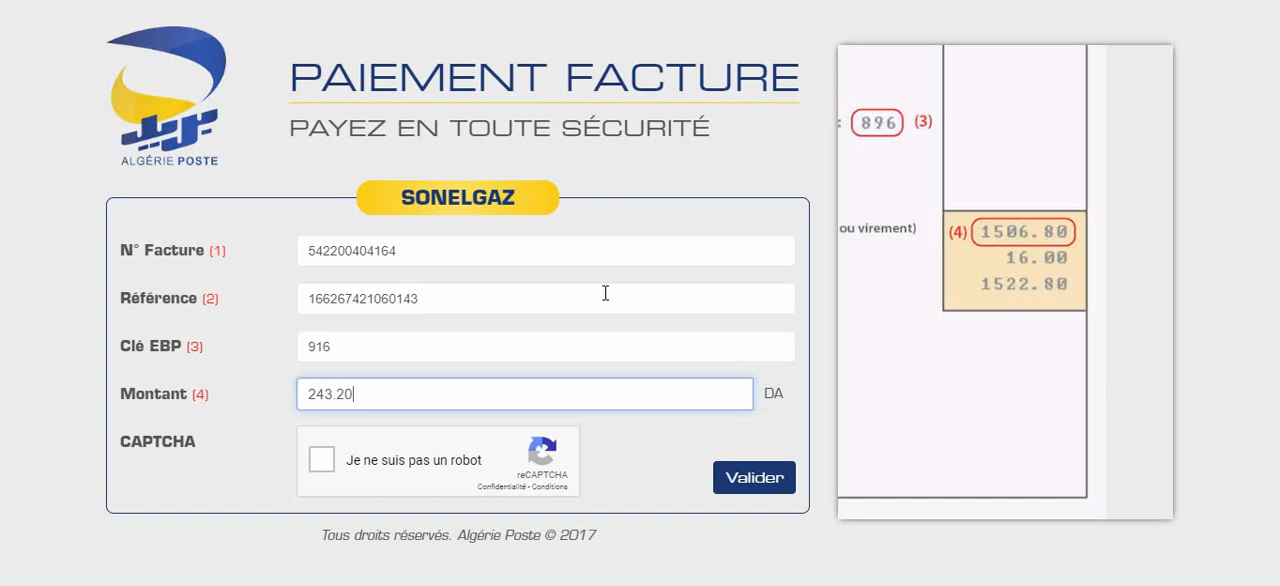 ALGÉRIE POSTE
PAIEMENT FACTURE
PAYEZ EN TOUTE SÉCURITÉ
SONELGAZ
N° Facture (1) 542200404164
Référence (2) 166267421060143
Clé EBP (3) 916
Montant (4) 243.20 DA
CAPTCHA
Je ne suis pas un robot
reCAPTCHA
Confidentialité - Conditions
Valider
Tous droits réservés. Algérie Poste © 2017
: 896 (3)
ou virement) (4) 1506.80
16.00
1522.80